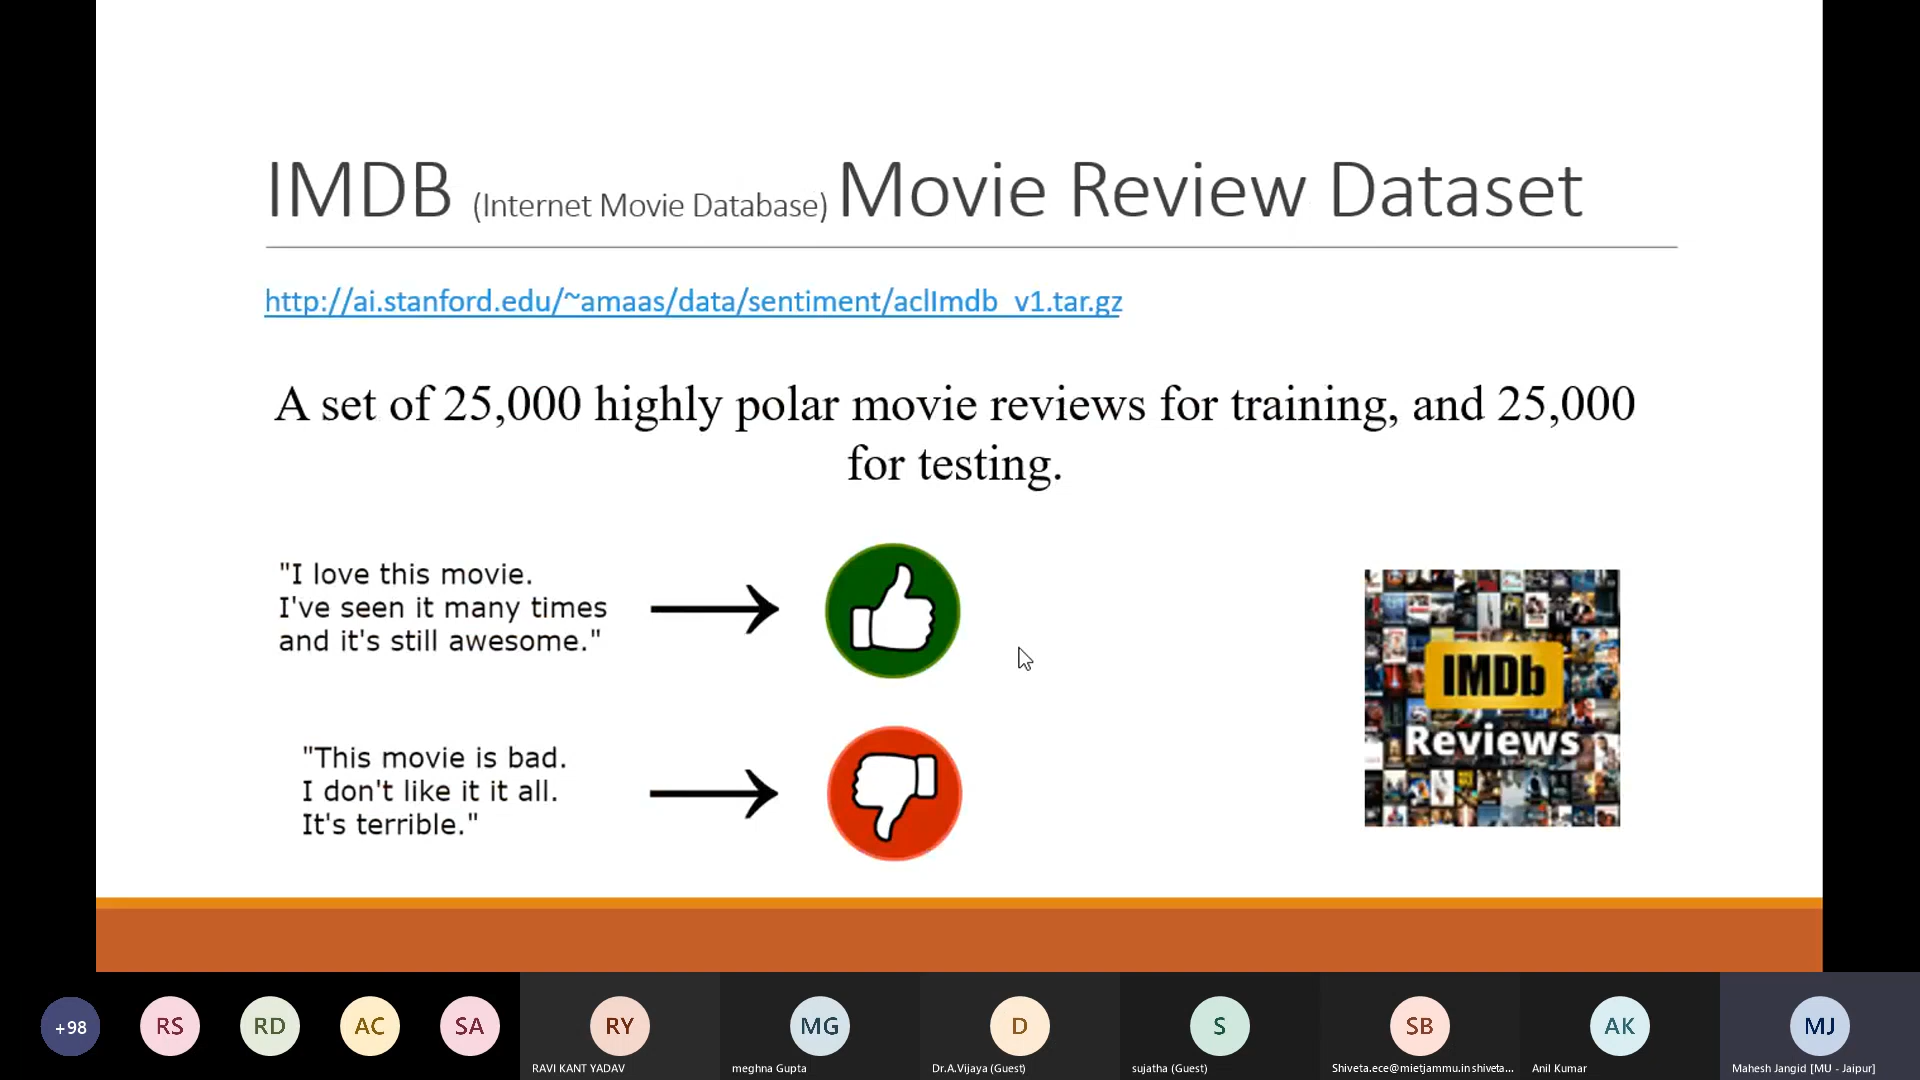 IMDB (Internet Movie Database) Movie Review Dataset
http://ai.stanford.edu/~amaas/data/sentiment/aclImdb_v1.tar.gz
A set of 25,000 highly polar movie reviews for training, and 25,000
for testing.
"I love this movie.
I've seen it many times
and it's still awesome."
"This movie is bad.
I don't like it it all.
It's terrible."
IMDb
Reviews
+98
RS
RD
AC
SA
RY
MG
D
S
SB
AK
MJ
RAVI KANT YADAV
meghna Gupta
Dr.A.Vijaya (Guest)
sujatha (Guest)
Shiveta.ece@mietjammu.in shiveta...
Anil Kumar
Mahesh Jangid [MU - Jaipur]